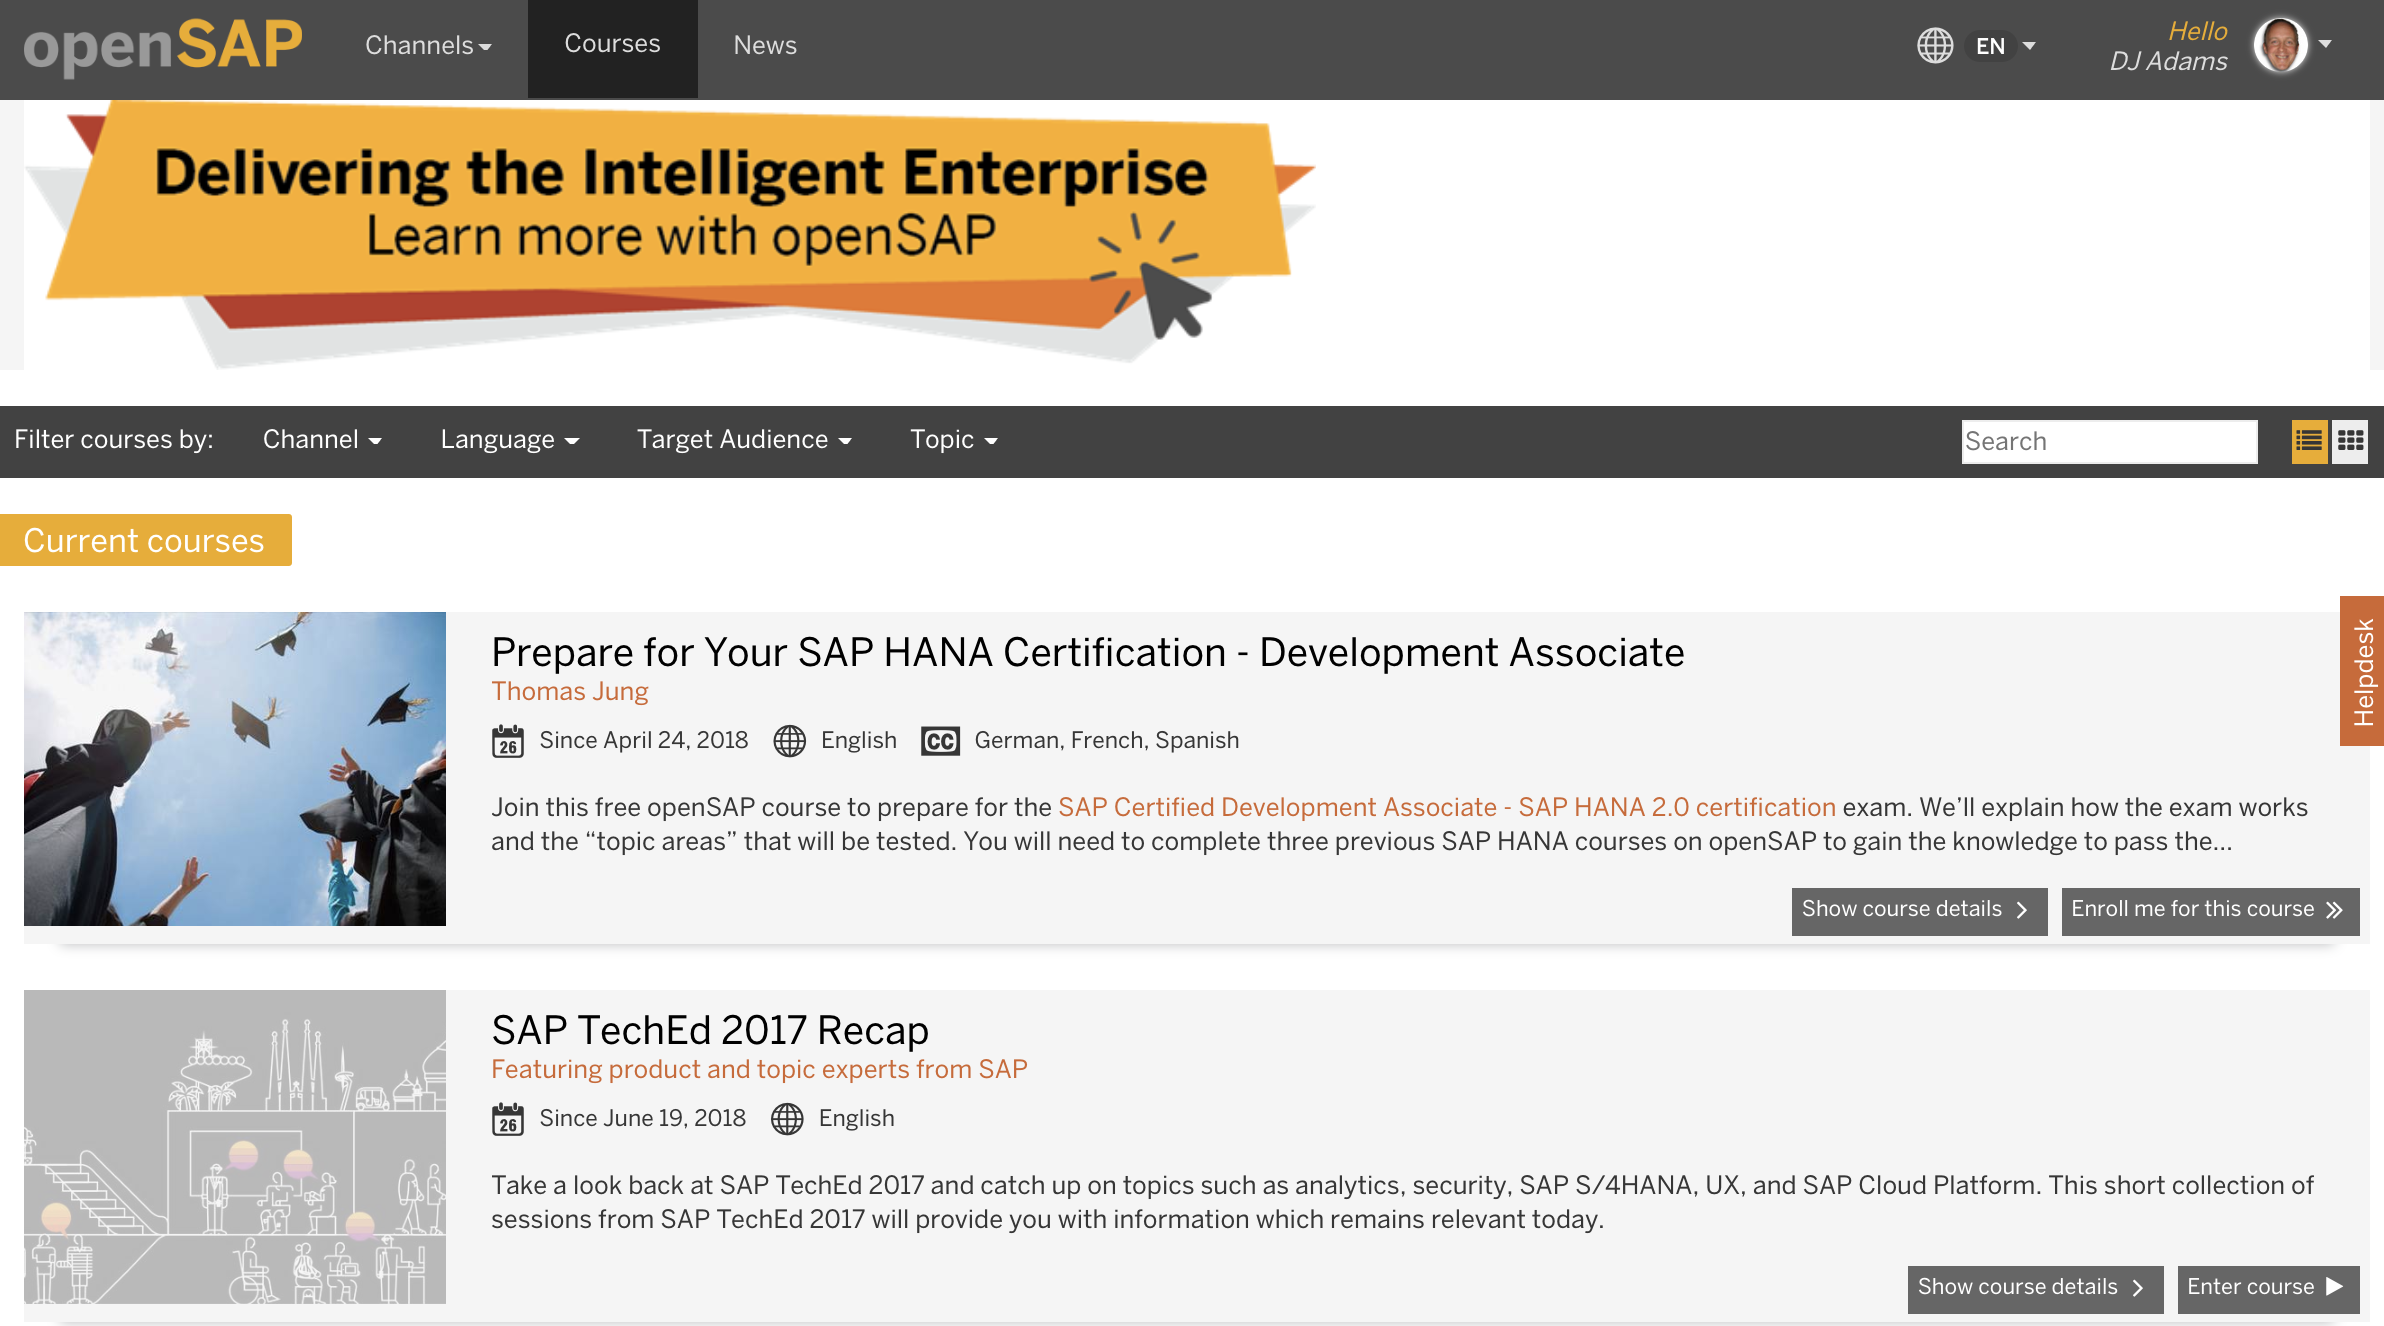 openSAP
Channels
Courses
News
EN
Hello
DJ Adams
Delivering the Intelligent Enterprise
Learn more with openSAP
Filter courses by:
Channel
Language
Target Audience
Topic
Search
Current courses
Helpdesk
Prepare for Your SAP HANA Certification - Development Associate
Thomas Jung
26 Since April 24, 2018 English CC German, French, Spanish
Join this free openSAP course to prepare for the SAP Certified Development Associate - SAP HANA 2.0 certification exam. We’ll explain how the exam works
and the “topic areas” that will be tested. You will need to complete three previous SAP HANA courses on openSAP to gain the knowledge to pass the...
Show course details
Enroll me for this course
SAP TechEd 2017 Recap
Featuring product and topic experts from SAP
26 Since June 19, 2018 English
Take a look back at SAP TechEd 2017 and catch up on topics such as analytics, security, SAP S/4HANA, UX, and SAP Cloud Platform. This short collection of
sessions from SAP TechEd 2017 will provide you with information which remains relevant today.
Show course details
Enter course